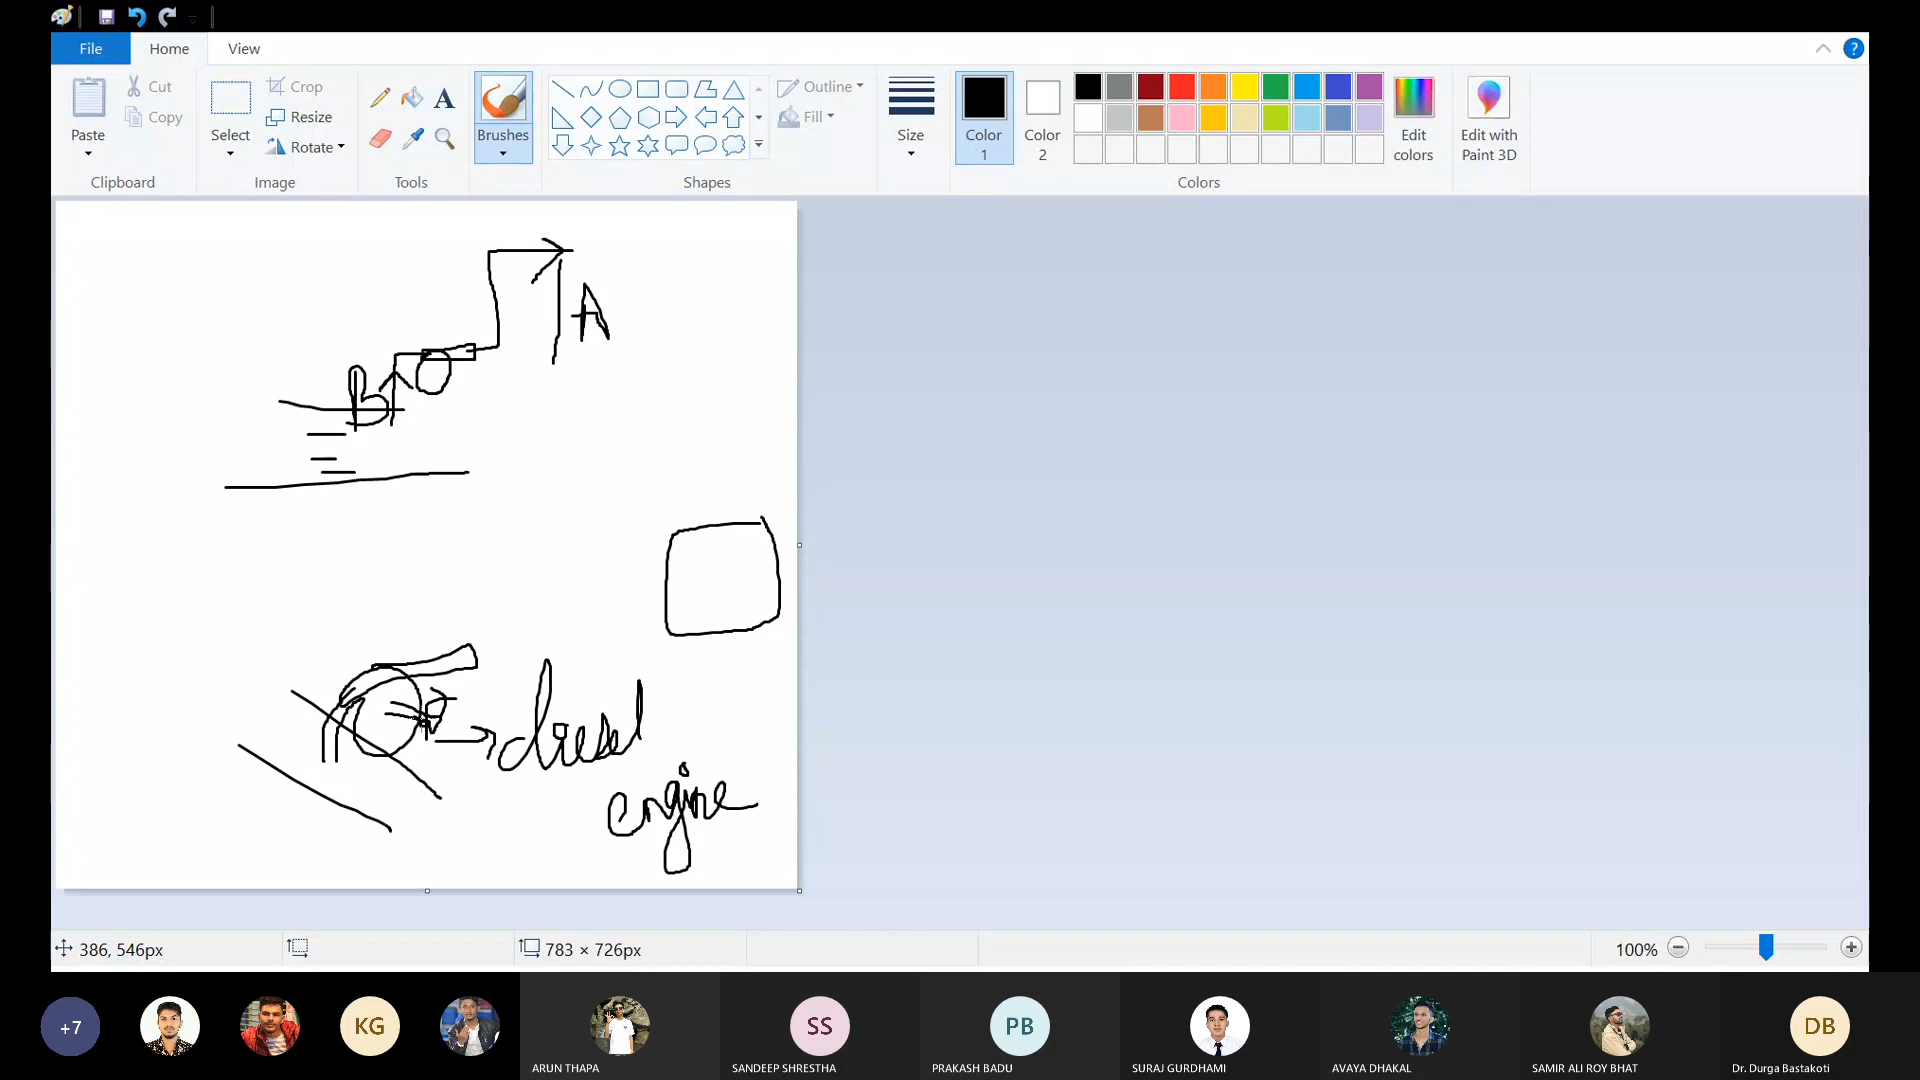 File Home View
Paste
Cut
Copy
Clipboard
Select
Crop
Resize
Rotate
Image
Tools
Brushes
Shapes
Outline
Fill
Size
Color
1
Color
2
Edit
colors
Colors
Edit with
Paint 3D
A
B
diesel
engine
386, 546px
783 × 726px
100%
+7
KG
SS
PB
DB
ARUN THAPA
SANDEEP SHRESTHA
PRAKASH BADU
SURAJ GURDHAMI
AVAYA DHAKAL
SAMIR ALI ROY BHAT
Dr. Durga Bastakoti